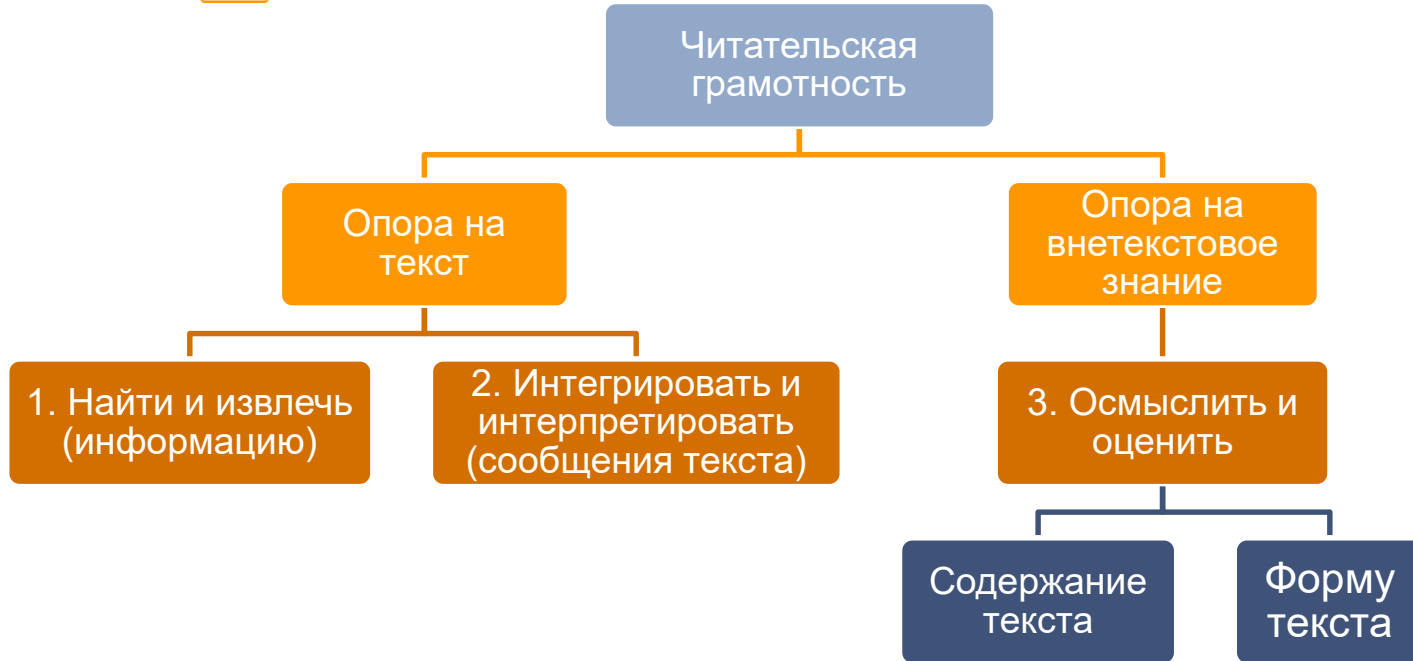 Читательская
грамотность
Опора на
текст
Опора на
внетекстовое
знание
1. Найти и извлечь
(информацию)
2. Интегрировать и
интерпретировать
(сообщения текста)
3. Осмыслить и
оценить
Содержание
текста
Форму
текста